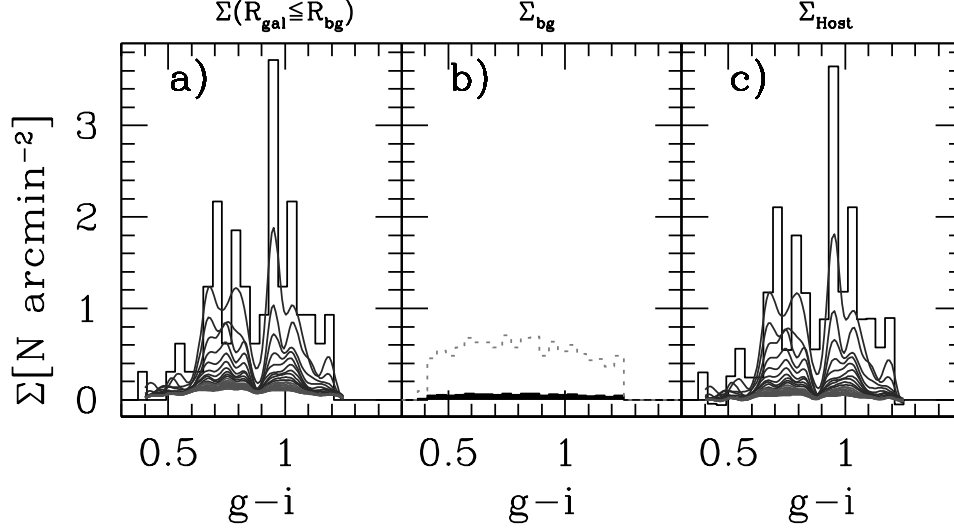 Σ(R_gal≦R_bg) Σ_bg Σ_Host
a) b) c)
3
2
1
0
Σ[N arcmin⁻²]
0.5 1 0.5 1 0.5 1
g−i g−i g−i